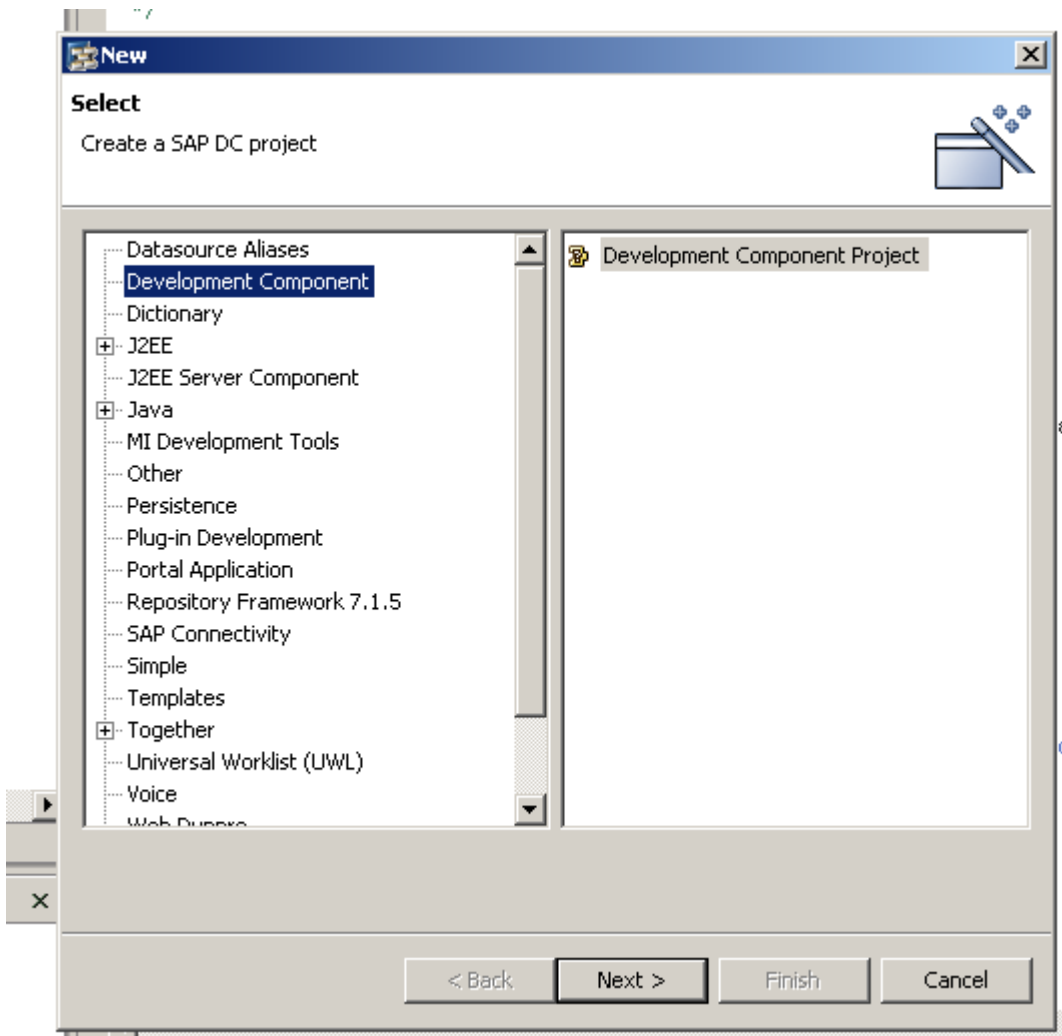 */
New
Select
Create a SAP DC project
Datasource Aliases
Development Component
Dictionary
J2EE
J2EE Server Component
Java
MI Development Tools
Other
Persistence
Plug-in Development
Portal Application
Repository Framework 7.1.5
SAP Connectivity
Simple
Templates
Together
Universal Worklist (UWL)
Voice
Development Component Project
< Back
Next >
Finish
Cancel